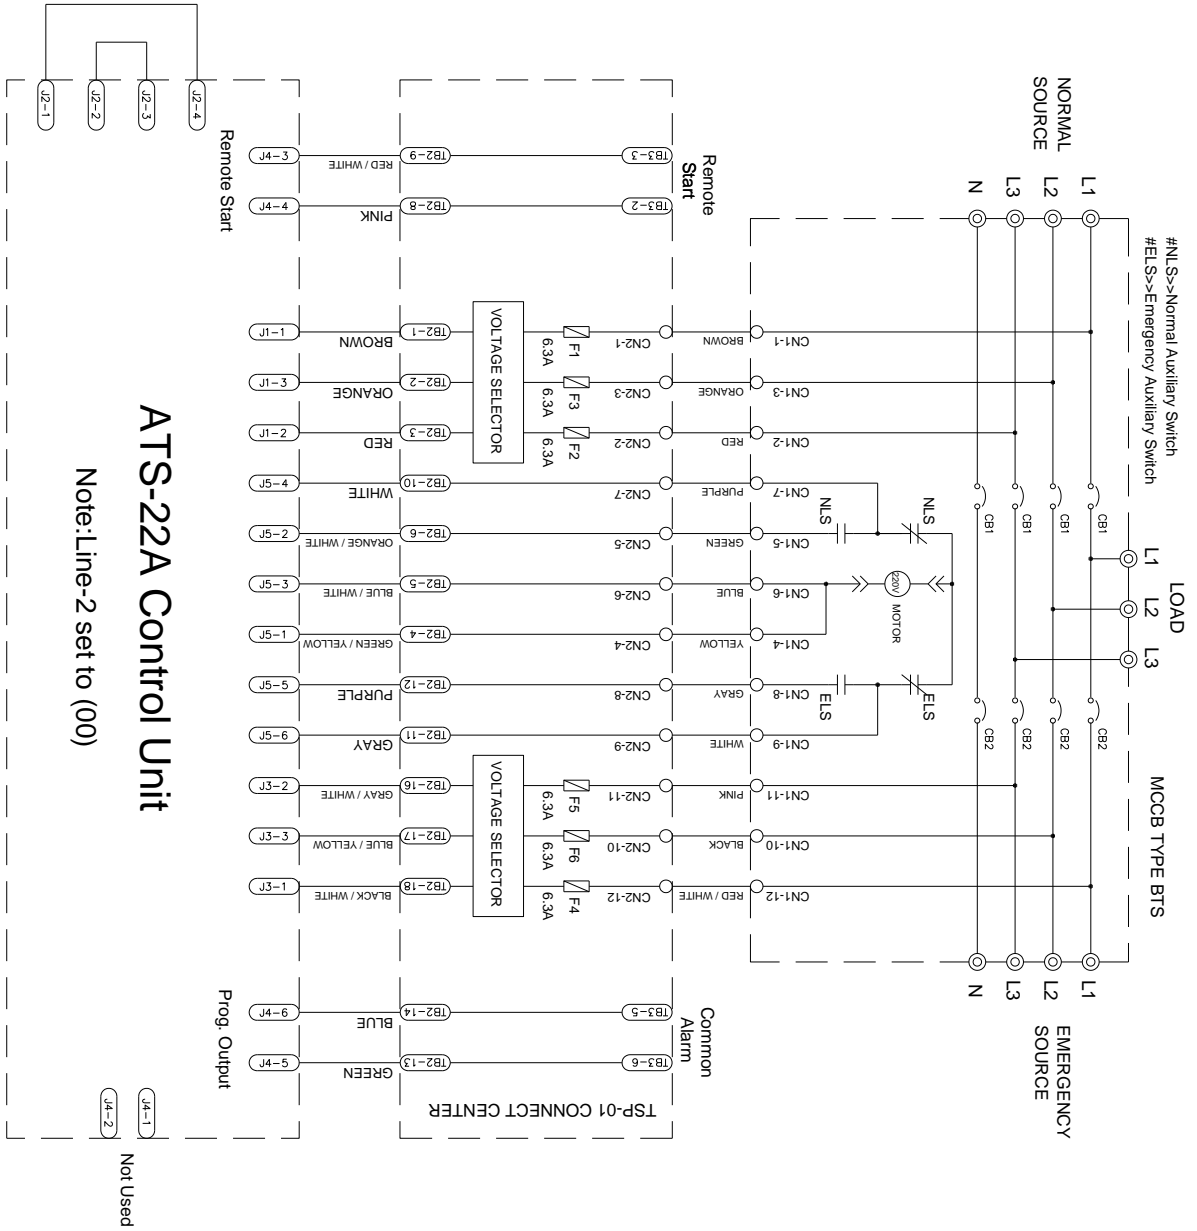 J2-1
J2-2
J2-3
J2-4
Remote Start
J4-3
RED / WHITE
TB2-9
TB3-3
Remote
Start
J4-4
PINK
TB2-8
TB3-2
NORMAL
SOURCE
N
L3
L2
L1
#NLS>>Normal Auxiliary Switch
#ELS>>Emergency Auxiliary Switch
J1-1
BROWN
TB2-1
VOLTAGE SELECTOR
6.3A
F1
CN2-1
BROWN
CN1-1
J1-3
ORANGE
TB2-2
6.3A
F3
CN2-3
ORANGE
CN1-3
J1-2
RED
TB2-3
6.3A
F2
CN2-2
RED
CN1-2
J5-4
WHITE
TB2-10
CN2-7
PURPLE
CN1-7
J5-2
ORANGE / WHITE
TB2-6
CN2-5
GREEN
CN1-5
NLS
NLS
CB1
CB1
CB1
CB1
J5-3
BLUE / WHITE
TB2-5
CN2-6
BLUE
CN1-6
220V
MOTOR
LOAD
L1
L2
L3
J5-1
GREEN / YELLOW
TB2-4
CN2-4
YELLOW
CN1-4
J5-5
PURPLE
TB2-12
CN2-8
GRAY
CN1-8
ELS
ELS
CB2
CB2
CB2
CB2
J5-6
GRAY
TB2-11
CN2-9
WHITE
CN1-9
J3-2
GRAY / WHITE
TB2-16
VOLTAGE SELECTOR
6.3A
F5
CN2-11
PINK
CN1-11
J3-3
BLUE / YELLOW
TB2-17
6.3A
F6
CN2-10
BLACK
CN1-10
J3-1
BLACK / WHITE
TB2-18
6.3A
F4
CN2-12
RED / WHITE
CN1-12
MCCB TYPE BTS
N
L3
L2
L1
EMERGENCY
SOURCE
ATS-22A Control Unit
Note:Line-2 set to (00)
Prog. Output
J4-6
BLUE
TB2-14
TB3-5
Common
Alarm
J4-5
GREEN
TB2-13
TB3-6
TSP-01 CONNECT CENTER
J4-2
J4-1
Not Used